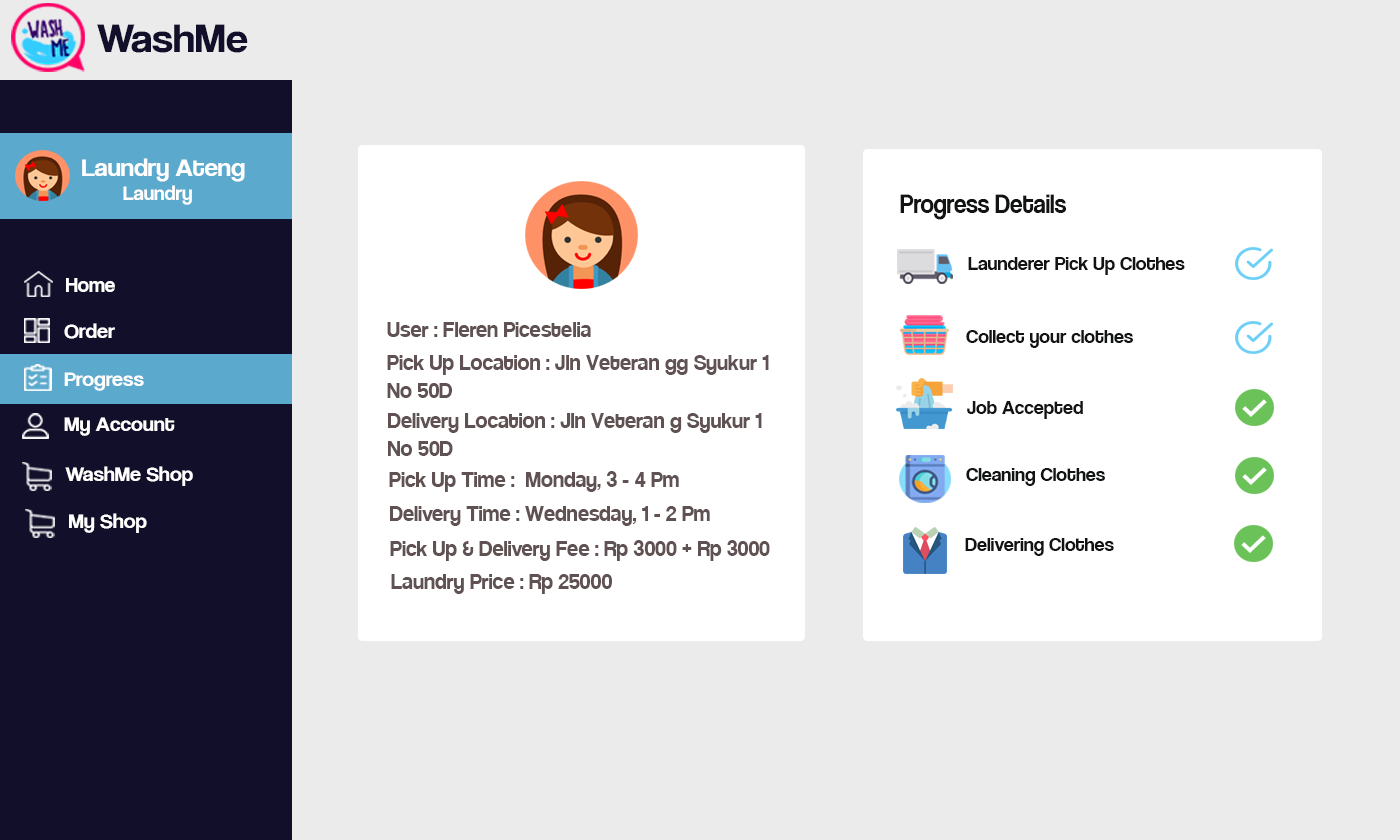 WASH
ME
WashMe
Laundry Ateng
Laundry
Home
Order
Progress
My Account
WashMe Shop
My Shop
User : Fleren Picestelia
Pick Up Location : Jln Veteran gg Syukur 1
No 50D
Delivery Location : Jln Veteran g Syukur 1
No 50D
Pick Up Time : Monday, 3 - 4 Pm
Delivery Time : Wednesday, 1 - 2 Pm
Pick Up & Delivery Fee : Rp 3000 + Rp 3000
Laundry Price : Rp 25000
Progress Details
Launderer Pick Up Clothes
Collect your clothes
Job Accepted
Cleaning Clothes
Delivering Clothes